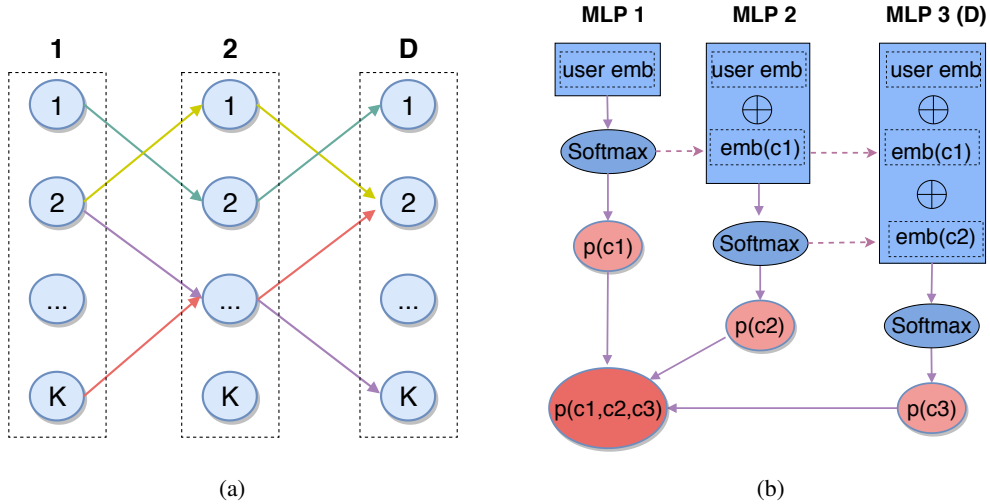 1 2 D
1 1 1
2 2 2
... ... ...
K K K
(a)
MLP 1 MLP 2 MLP 3 (D)
user emb user emb user emb
Softmax emb(c1) emb(c1)
p(c1) Softmax emb(c2)
p(c2) Softmax
p(c1,c2,c3) p(c3)
(b)